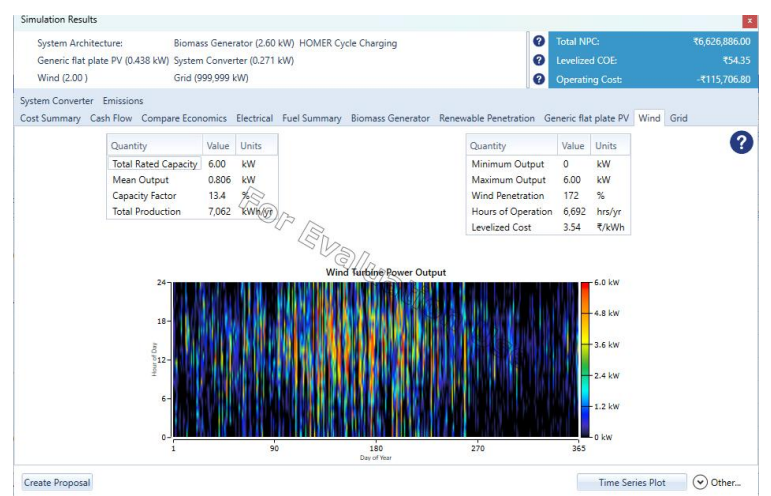 Simulation Results
x
System Architecture: Biomass Generator (2.60 kW) HOMER Cycle Charging
Generic flat plate PV (0.438 kW) System Converter (0.271 kW)
Wind (2.00 ) Grid (999,999 kW)
? Total NPC: ₹6,626,886.00
? Levelized COE: ₹54.35
? Operating Cost: -₹115,706.80
System Converter Emissions
Cost Summary Cash Flow Compare Economics Electrical Fuel Summary Biomass Generator Renewable Penetration Generic flat plate PV Wind Grid
Quantity Value Units
Total Rated Capacity 6.00 kW
Mean Output 0.806 kW
Capacity Factor 13.4 %
Total Production 7,062 kWh/yr
Quantity Value Units
Minimum Output 0 kW
Maximum Output 6.00 kW
Wind Penetration 172 %
Hours of Operation 6,692 hrs/yr
Levelized Cost 3.54 ₹/kWh
?
For Evalua
Wind Turbine Power Output
24
18
12
6
0
Hour of Day
1 90 180 270 365
Day of Year
6.0 kW
4.8 kW
3.6 kW
2.4 kW
1.2 kW
0 kW
Create Proposal
Time Series Plot
Other...